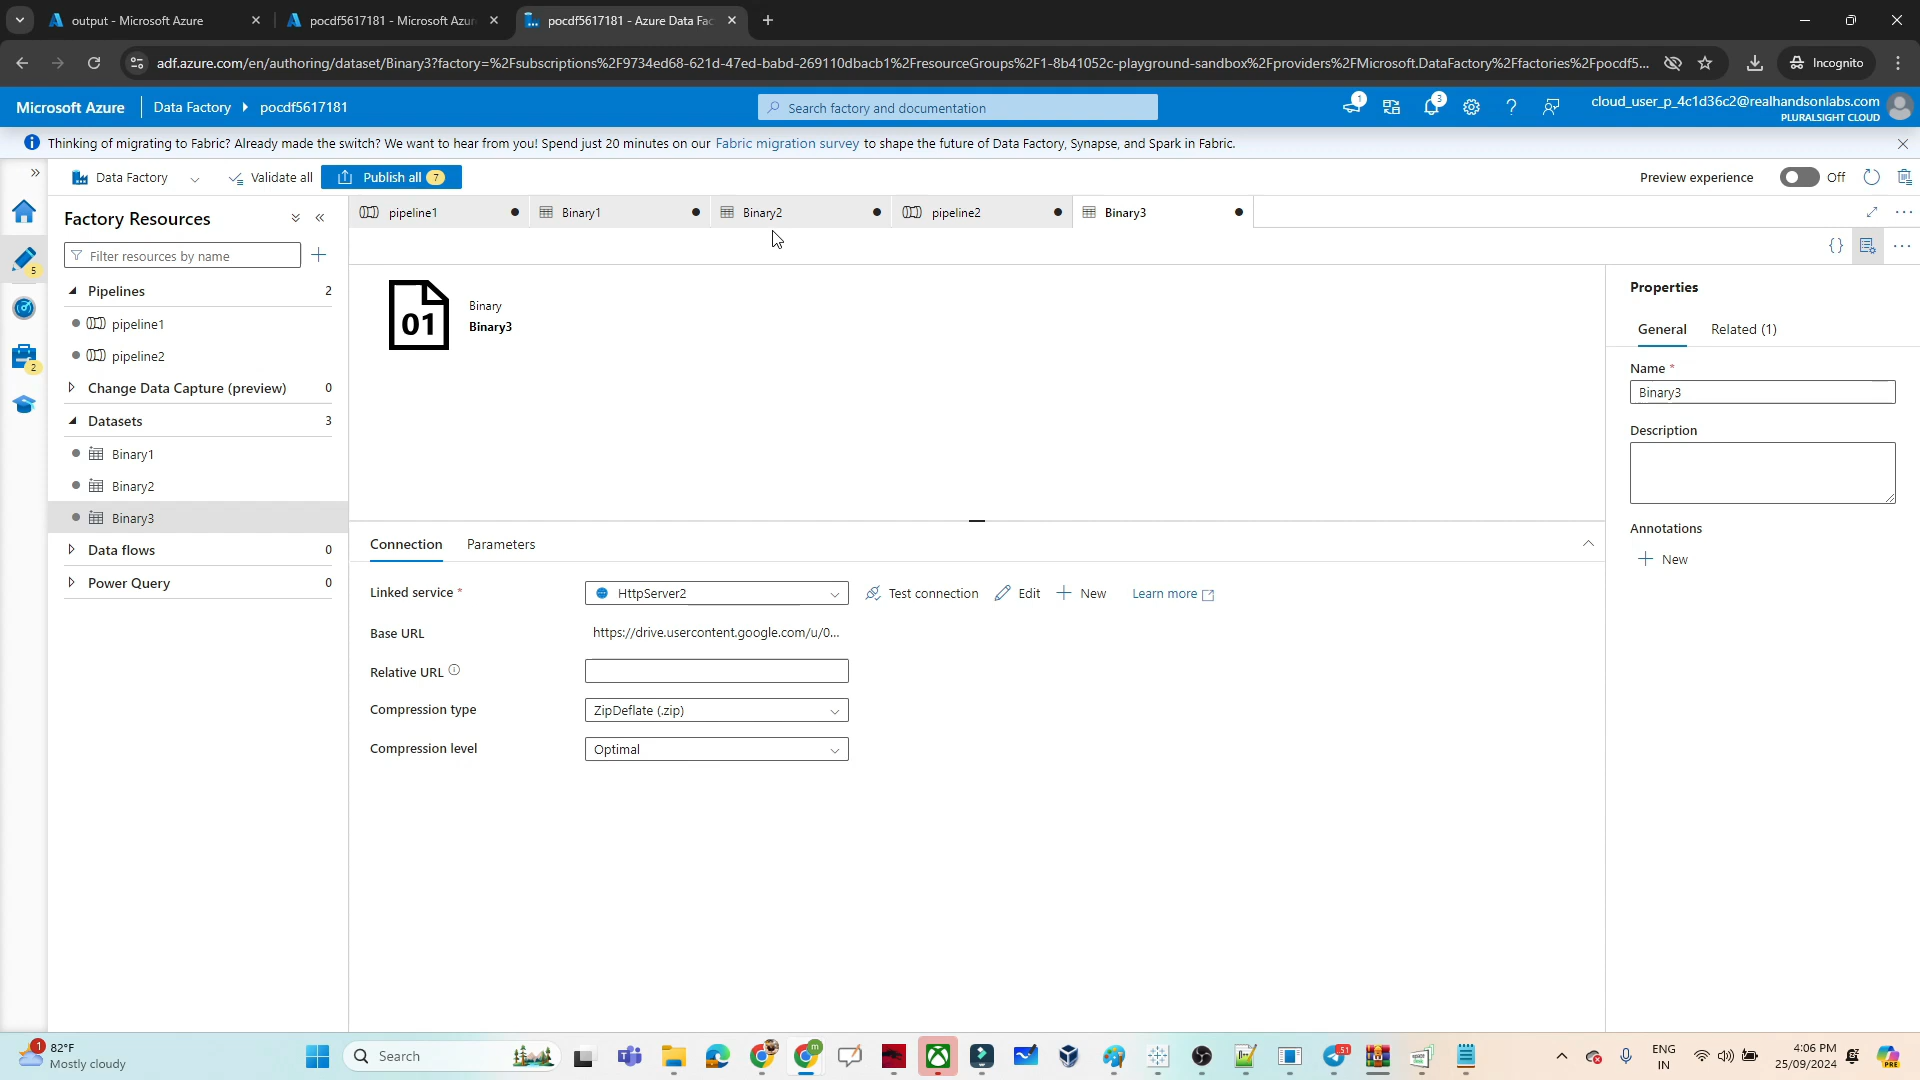 output - Microsoft Azure
pocdf5617181 - Microsoft Azur
pocdf5617181 - Azure Data Fac
adf.azure.com/en/authoring/dataset/Binary3?factory=%2Fsubscriptions%2F9734ed68-621d-47ed-babd-269110dbacb1%2FresourceGroups%2F1-8b41052c-playground-sandbox%2Fproviders%2FMicrosoft.DataFactory%2Ffactories%2Fpocdf5...
Incognito
Microsoft Azure
Data Factory
pocdf5617181
Search factory and documentation
1
3
cloud_user_p_4c1d36c2@realhandsonlabs.com
PLURALSIGHT CLOUD
Thinking of migrating to Fabric? Already made the switch? We want to hear from you! Spend just 20 minutes on our Fabric migration survey to shape the future of Data Factory, Synapse, and Spark in Fabric.
Data Factory
Validate all
Publish all 7
Preview experience
Off
Factory Resources
pipeline1
Binary1
Binary2
pipeline2
Binary3
Filter resources by name
5
Pipelines 2
pipeline1
pipeline2
2
Change Data Capture (preview) 0
Datasets 3
Binary1
Binary2
Binary3
Data flows 0
Power Query 0
01
Binary
Binary3
Connection
Parameters
Linked service *
HttpServer2
Test connection
Edit
New
Learn more
Base URL
https://drive.usercontent.google.com/u/0...
Relative URL
Compression type
ZipDeflate (.zip)
Compression level
Optimal
Properties
General
Related (1)
Name *
Binary3
Description
Annotations
New
1
82°F
Mostly cloudy
Search
m
51
ENG
IN
4:06 PM
25/09/2024
PRE